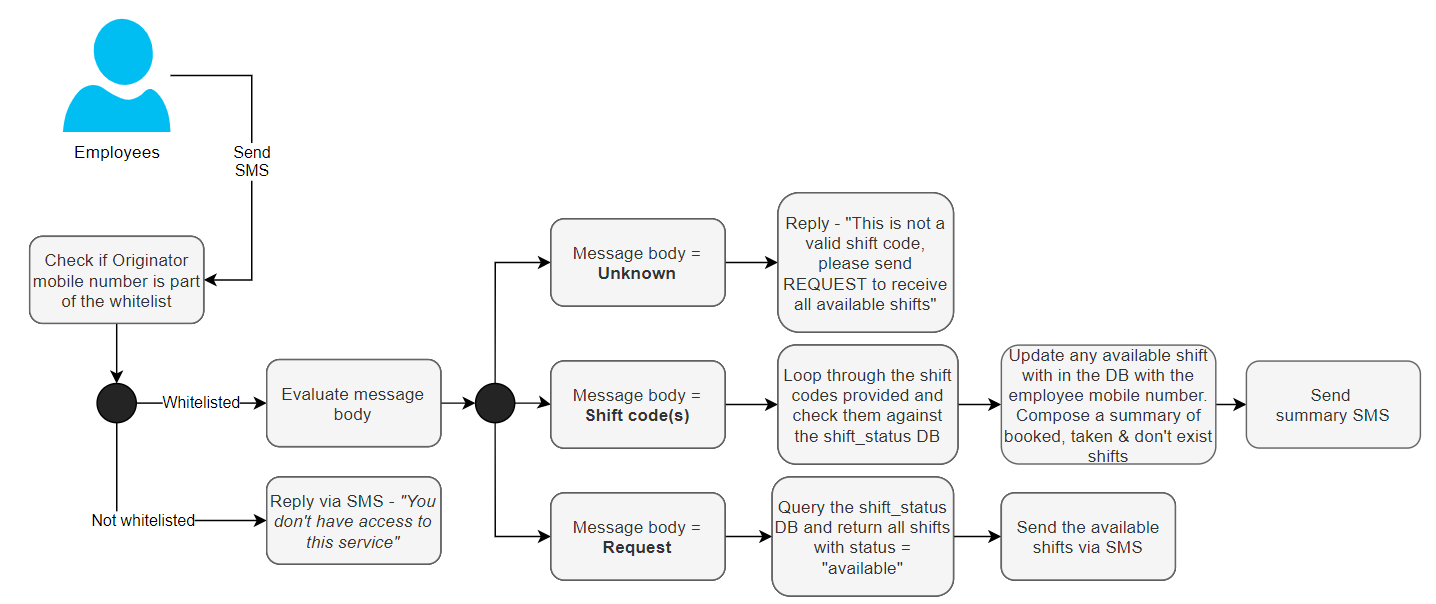 Employees
Send
SMS
Check if Originator
mobile number is part
of the whitelist
Whitelisted
Not whitelisted
Evaluate message
body
Reply via SMS - "You
don't have access to
this service"
Message body =
Unknown
Reply - "This is not a
valid shift code,
please send
REQUEST to receive
all available shifts"
Message body =
Shift code(s)
Loop through the shift
codes provided and
check them against
the shift_status DB
Update any available shift
with in the DB with the
employee mobile number.
Compose a summary of
booked, taken & don't exist
shifts
Send
summary SMS
Message body =
Request
Query the shift_status
DB and return all shifts
with status =
"available"
Send the available
shifts via SMS